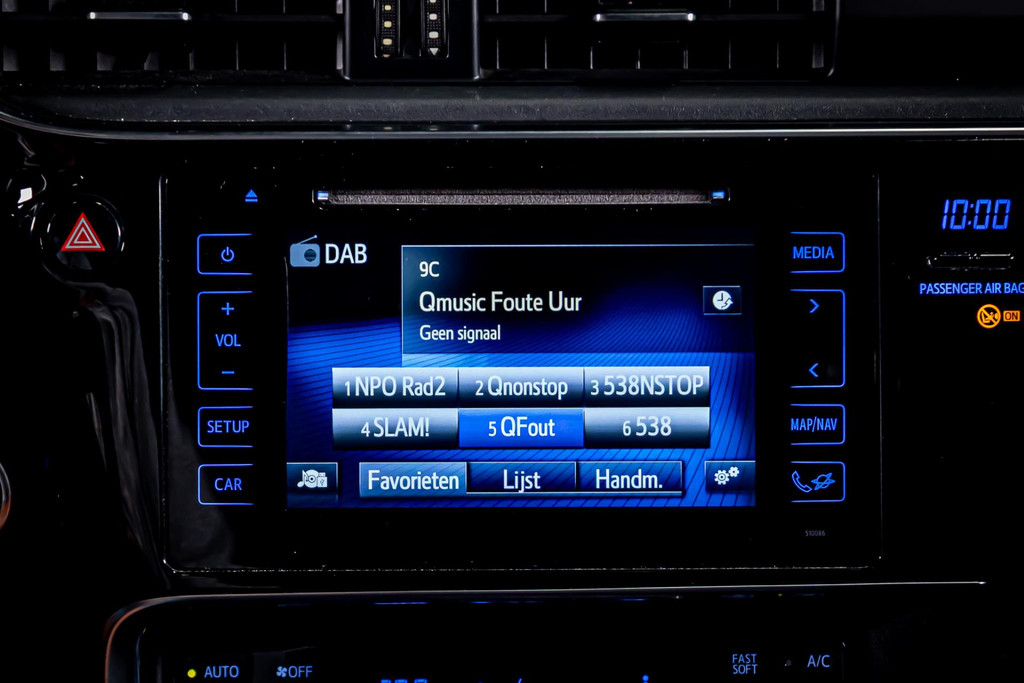 10:00
PASSENGER AIR BAG
ON
DAB
MEDIA
9C
Qmusic Foute Uur
Geen signaal
+
VOL
-
1 NPO Rad2 2 Qnonstop 3 538NSTOP
4 SLAM! 5 QFout 6 538
SETUP
MAP/NAV
CAR
Favorieten Lijst Handm.
510086
AUTO
OFF
FAST
SOFT
A/C